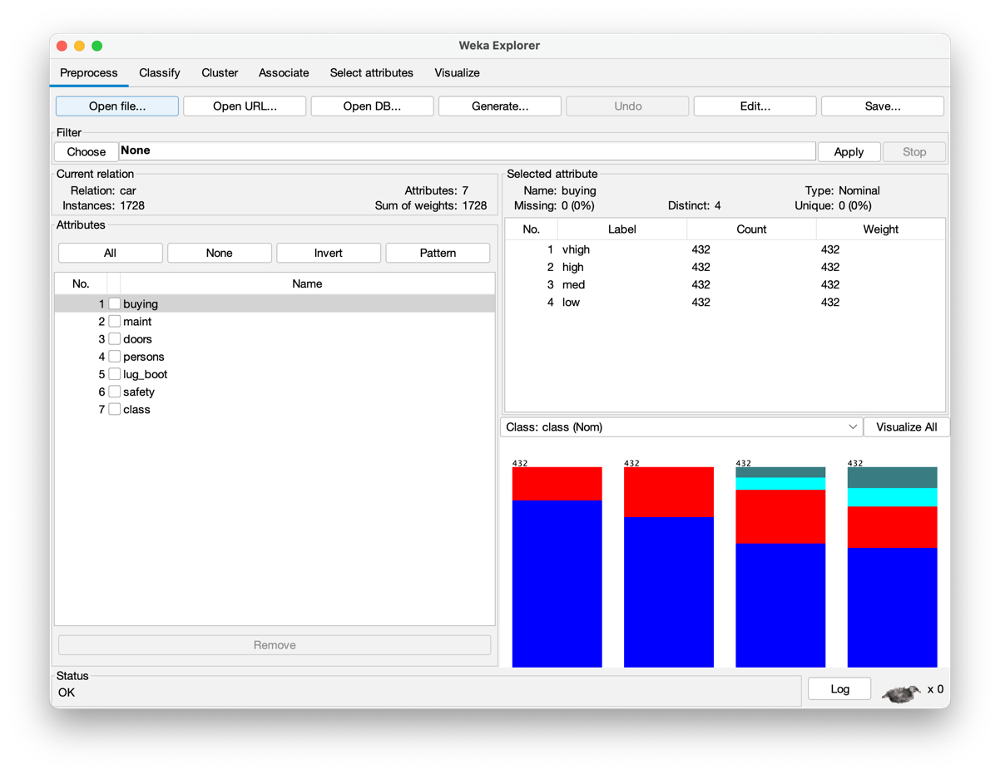 Weka Explorer
Preprocess Classify Cluster Associate Select attributes Visualize
Open file... Open URL... Open DB... Generate... Undo Edit... Save...
Filter
Choose None Apply Stop
Current relation
Relation: car Attributes: 7
Instances: 1728 Sum of weights: 1728
Attributes
All None Invert Pattern
No. Name
1 buying
2 maint
3 doors
4 persons
5 lug_boot
6 safety
7 class
Remove
Selected attribute
Name: buying Type: Nominal
Missing: 0 (0%) Distinct: 4 Unique: 0 (0%)
No. Label Count Weight
1 vhigh 432 432
2 high 432 432
3 med 432 432
4 low 432 432
Class: class (Nom) Visualize All
432 432 432 432
Status
OK
Log x 0